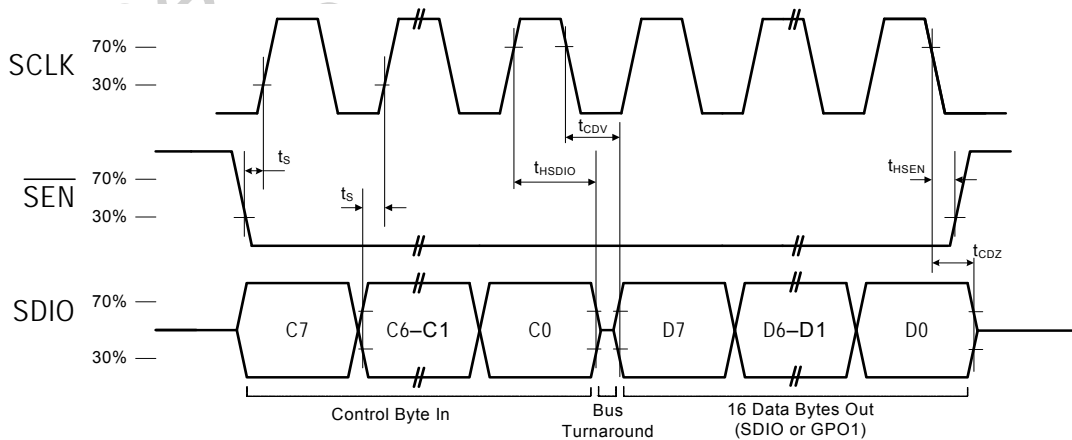 SCLK
70%
30%
tCDV
tS
tHSDIO
tHSEN
SEN
70%
30%
tS
tCDZ
SDIO
70%
30%
C7
C6–C1
C0
D7
D6–D1
D0
Control Byte In
Bus
Turnaround
16 Data Bytes Out
(SDIO or GPO1)